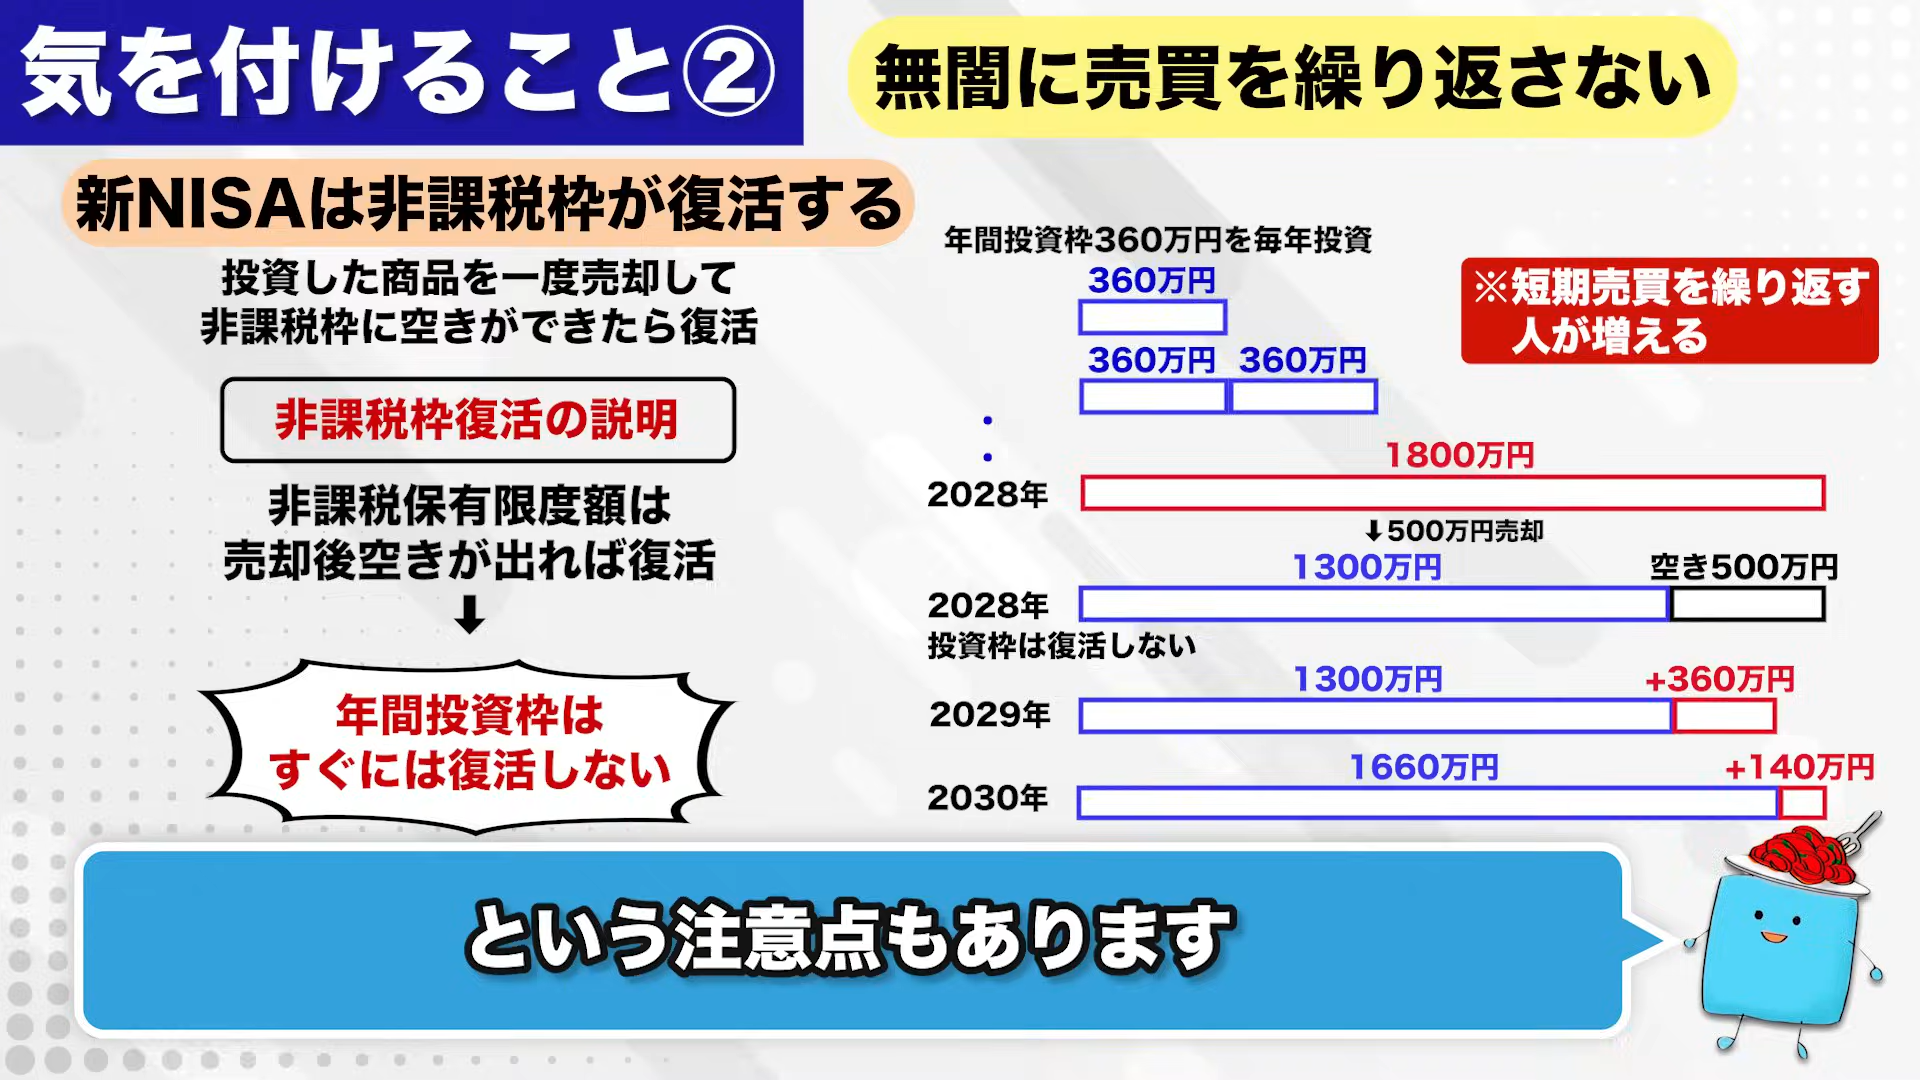 気を付けること②
無闇に売買を繰り返さない
新NISAは非課税枠が復活する
投資した商品を一度売却して
非課税枠に空きができたら復活
非課税枠復活の説明
非課税保有限度額は
売却後空きが出れば復活
⬇
年間投資枠は
すぐには復活しない
年間投資枠360万円を毎年投資
360万円
360万円 360万円
※短期売買を繰り返す
人が増える
1800万円
2028年
⬇500万円売却
1300万円 空き500万円
2028年
投資枠は復活しない
1300万円 +360万円
2029年
1660万円 +140万円
2030年
という注意点もあります